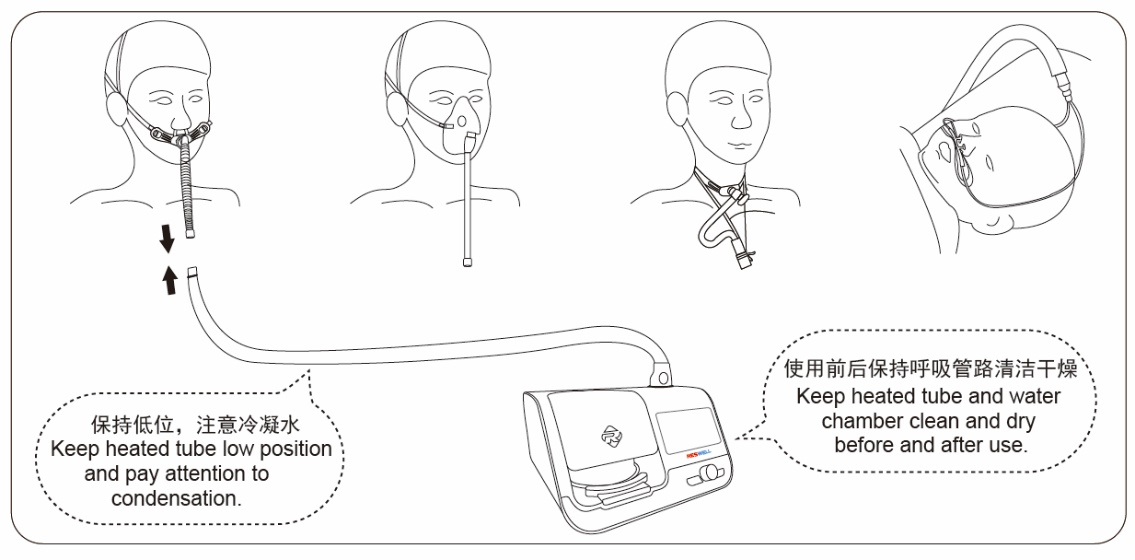 使用前后保持呼吸管路清洁干燥
Keep heated tube and water
chamber clean and dry
before and after use.
保持低位，注意冷凝水
Keep heated tube low position
and pay attention to
condensation.
RESWELL